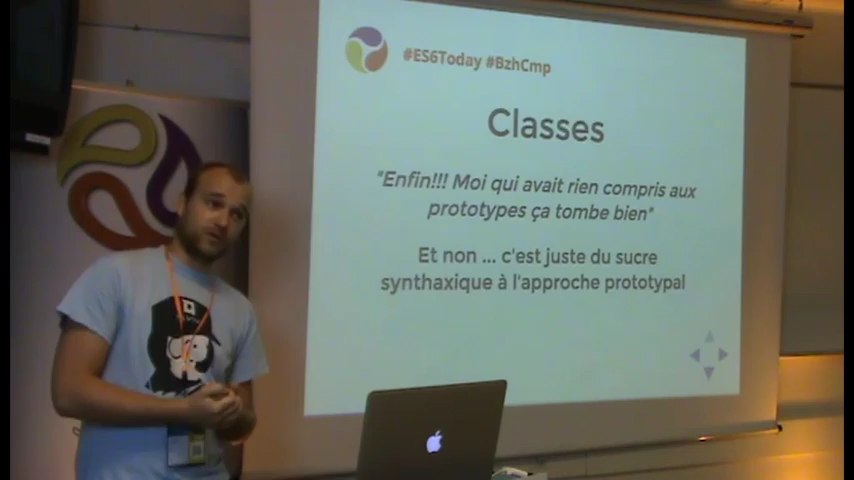 #ES6Today #BzhCmp
Classes
"Enfin!!! Moi qui avait rien compris aux
prototypes ça tombe bien"
Et non ... c'est juste du sucre
synthaxique à l'approche prototypal